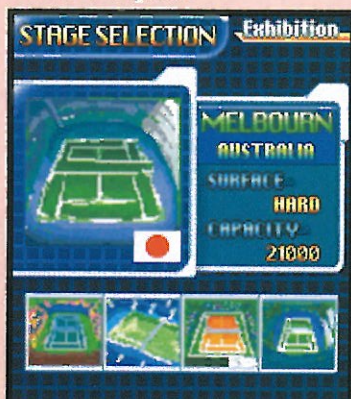 STAGE SELECTION
Exhibition
MELBOURN
AUSTRALIA
SURFACE
HARD
CAPACITY
21000